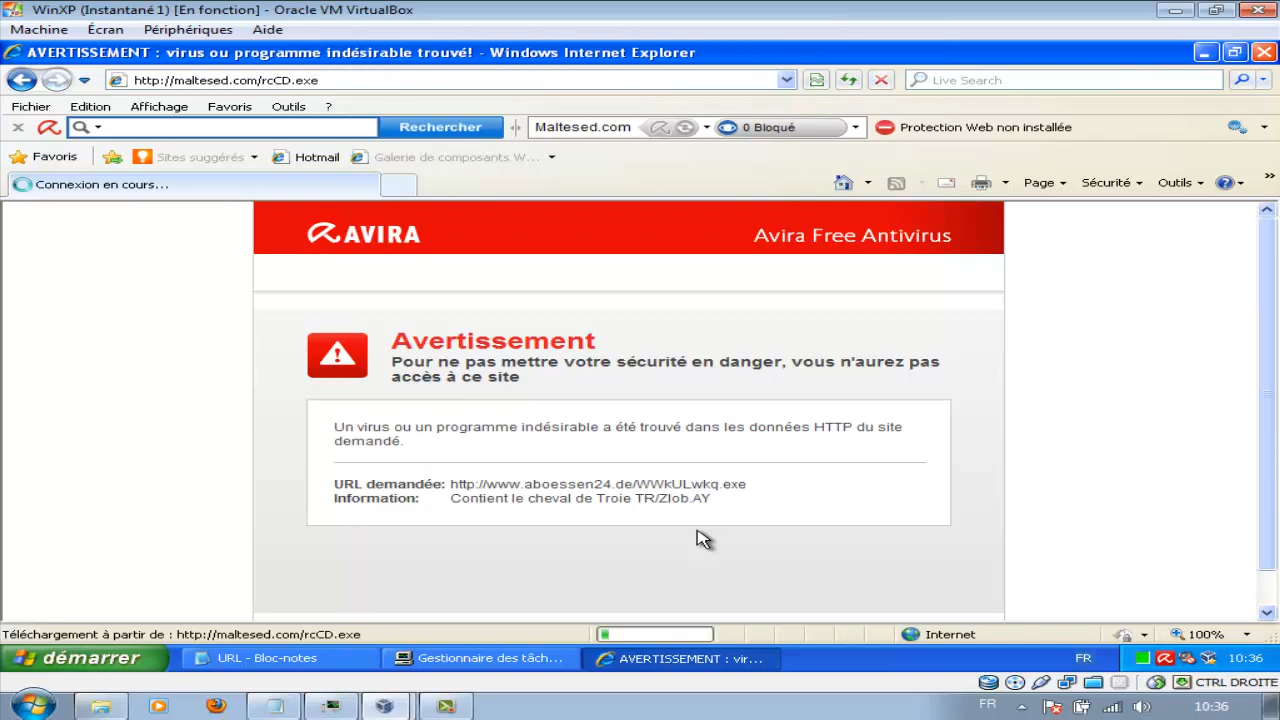 WinXP (Instantané 1) [En fonction] - Oracle VM VirtualBox
Machine Écran Périphériques Aide
AVERTISSEMENT : virus ou programme indésirable trouvé! - Windows Internet Explorer
http://maltesed.com/rcCD.exe
Live Search
Fichier Edition Affichage Favoris Outils ?
Rechercher Maltesed.com 0 Bloqué Protection Web non installée
Favoris Sites suggérés Hotmail Galerie de composants W...
Connexion en cours... Page Sécurité Outils
AVIRA Avira Free Antivirus
Avertissement
Pour ne pas mettre votre sécurité en danger, vous n'aurez pas
accès à ce site
Un virus ou un programme indésirable a été trouvé dans les données HTTP du site
demandé.
URL demandée: http://www.aboessen24.de/WWkULwkq.exe
Information: Contient le cheval de Troie TR/Zlob.AY
Téléchargement à partir de : http://maltesed.com/rcCD.exe Internet 100%
démarrer URL - Bloc-notes Gestionnaire des tâch... AVERTISSEMENT : vir... FR 10:36
CTRL DROITE
FR 10:36